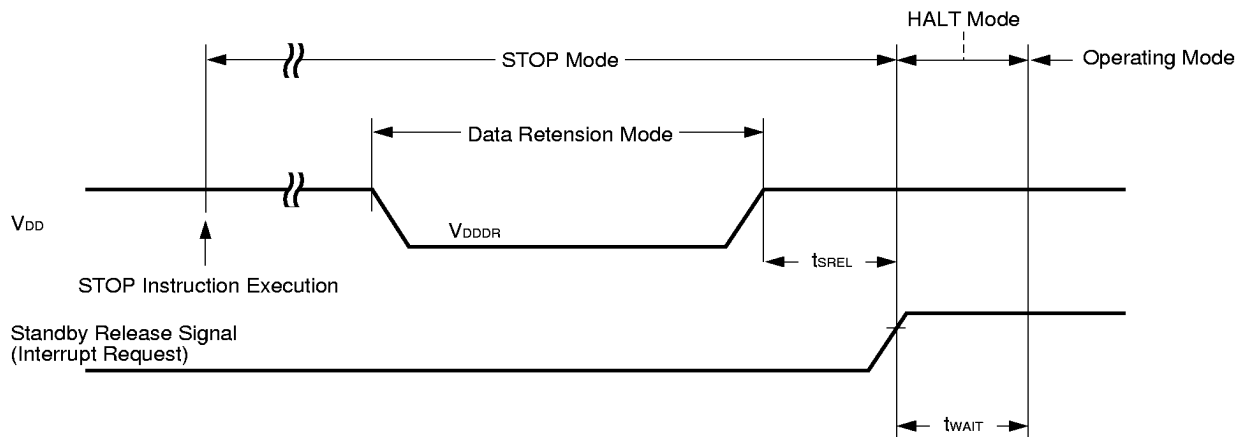 HALT Mode
STOP Mode
Operating Mode
Data Retension Mode
VDD
VDDDR
tSREL
STOP Instruction Execution
Standby Release Signal
(Interrupt Request)
tWAIT